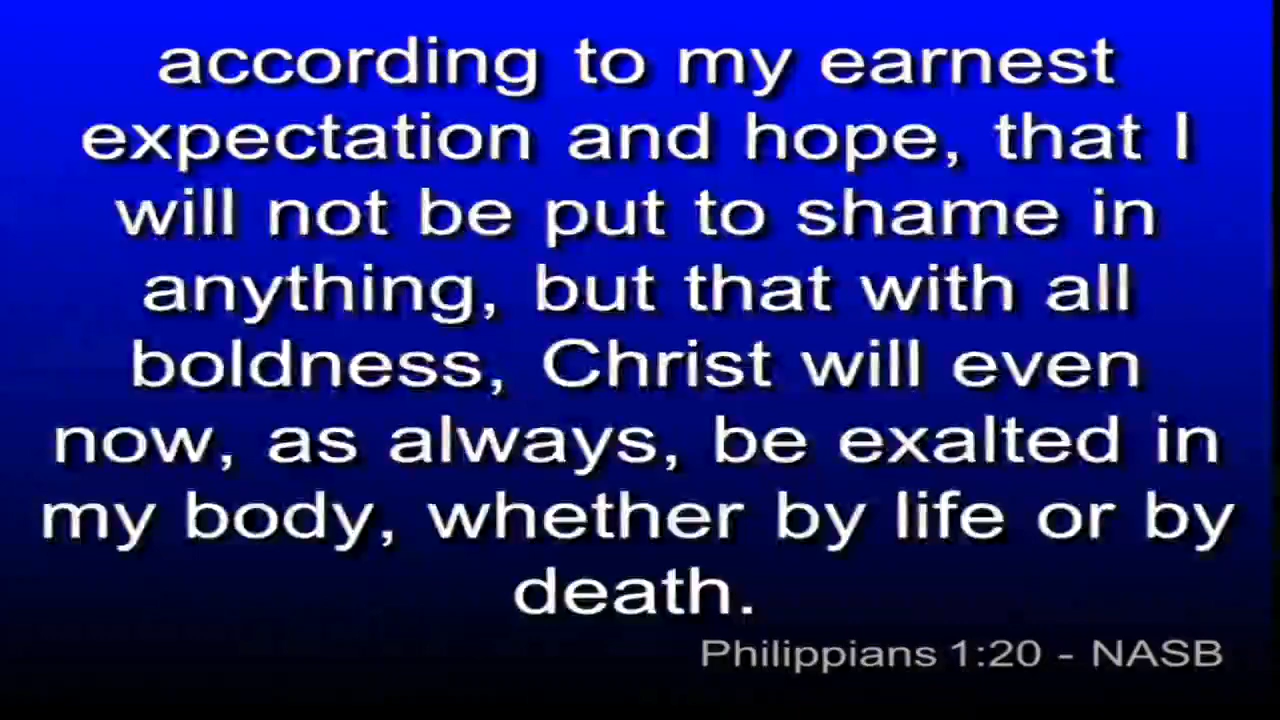 according to my earnest
expectation and hope, that I
will not be put to shame in
anything, but that with all
boldness, Christ will even
now, as always, be exalted in
my body, whether by life or by
death.
Philippians 1:20 - NASB